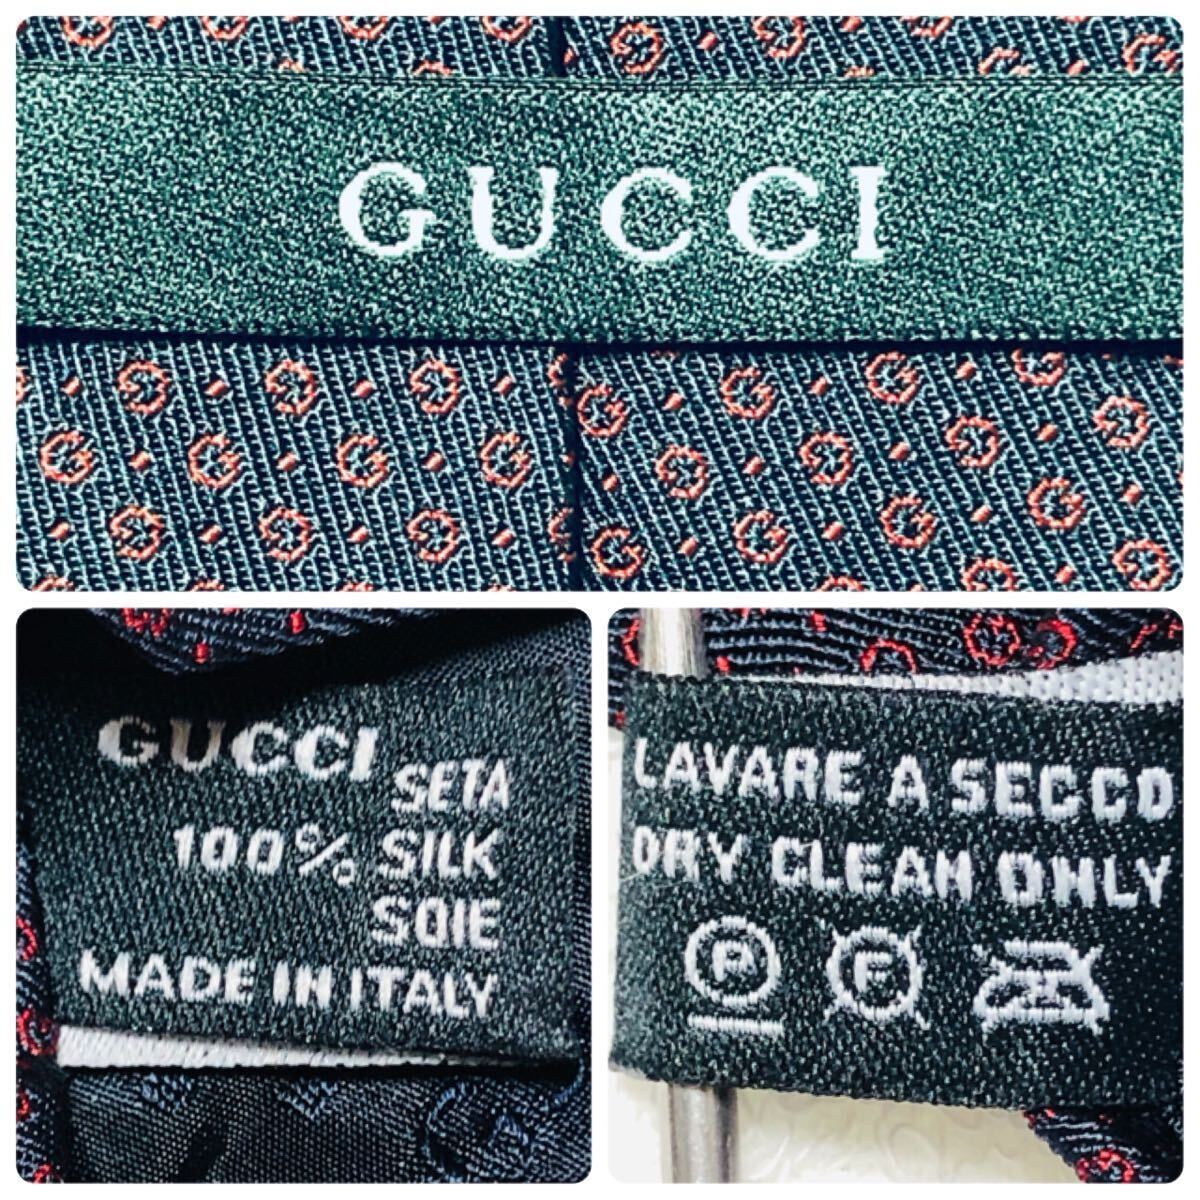 GUCCI
GUCCI
SETA
100% SILK
SOIE
MADE IN ITALY
LAVARE A SECCO
DRY CLEAN ONLY
P F